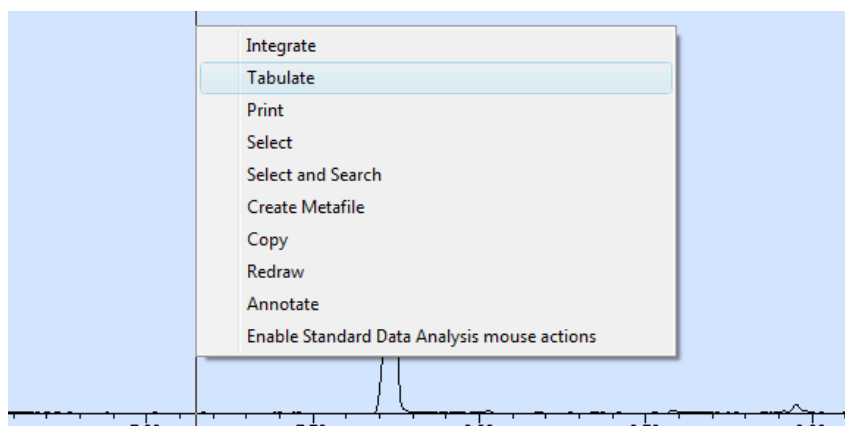 Integrate
Tabulate
Print
Select
Select and Search
Create Metafile
Copy
Redraw
Annotate
Enable Standard Data Analysis mouse actions